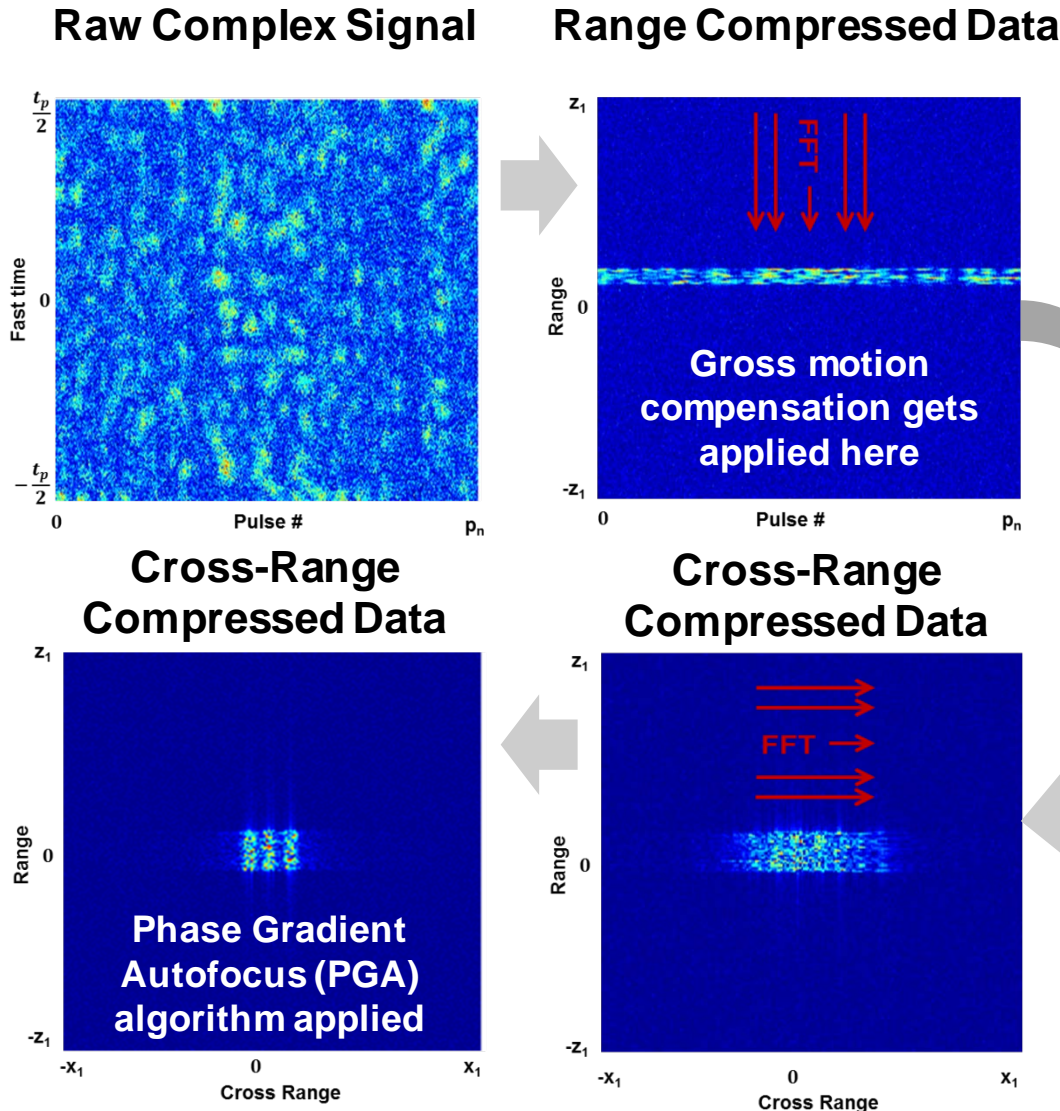 Raw Complex Signal
t_p/2
Fast time
0
-t_p/2
0
Pulse #
p_n
Range Compressed Data
z_1
FFT
Range
0
Gross motion
compensation gets
applied here
-z_1
0
Pulse #
p_n
Cross-Range
Compressed Data
z_1
Range
0
Phase Gradient
Autofocus (PGA)
algorithm applied
-z_1
-x_1
0
x_1
Cross Range
Cross-Range
Compressed Data
z_1
FFT
Range
0
-z_1
-x_1
0
x_1
Cross Range